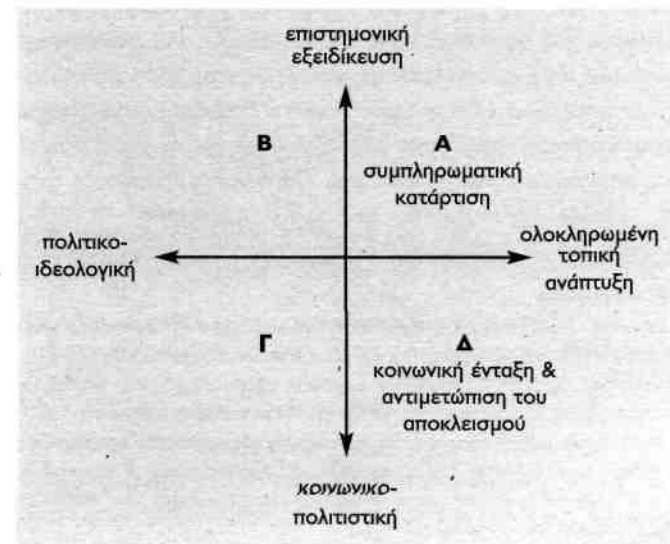 επιστημονική
εξειδίκευση
Β
Α
συμπληρωματική
κατάρτιση
πολιτικο-
ιδεολογική
ολοκληρωμένη
τοπική
ανάπτυξη
Γ
Δ
κοινωνική ένταξη &
αντιμετώπιση του
αποκλεισμού
κοινωνικο-
πολιτιστική